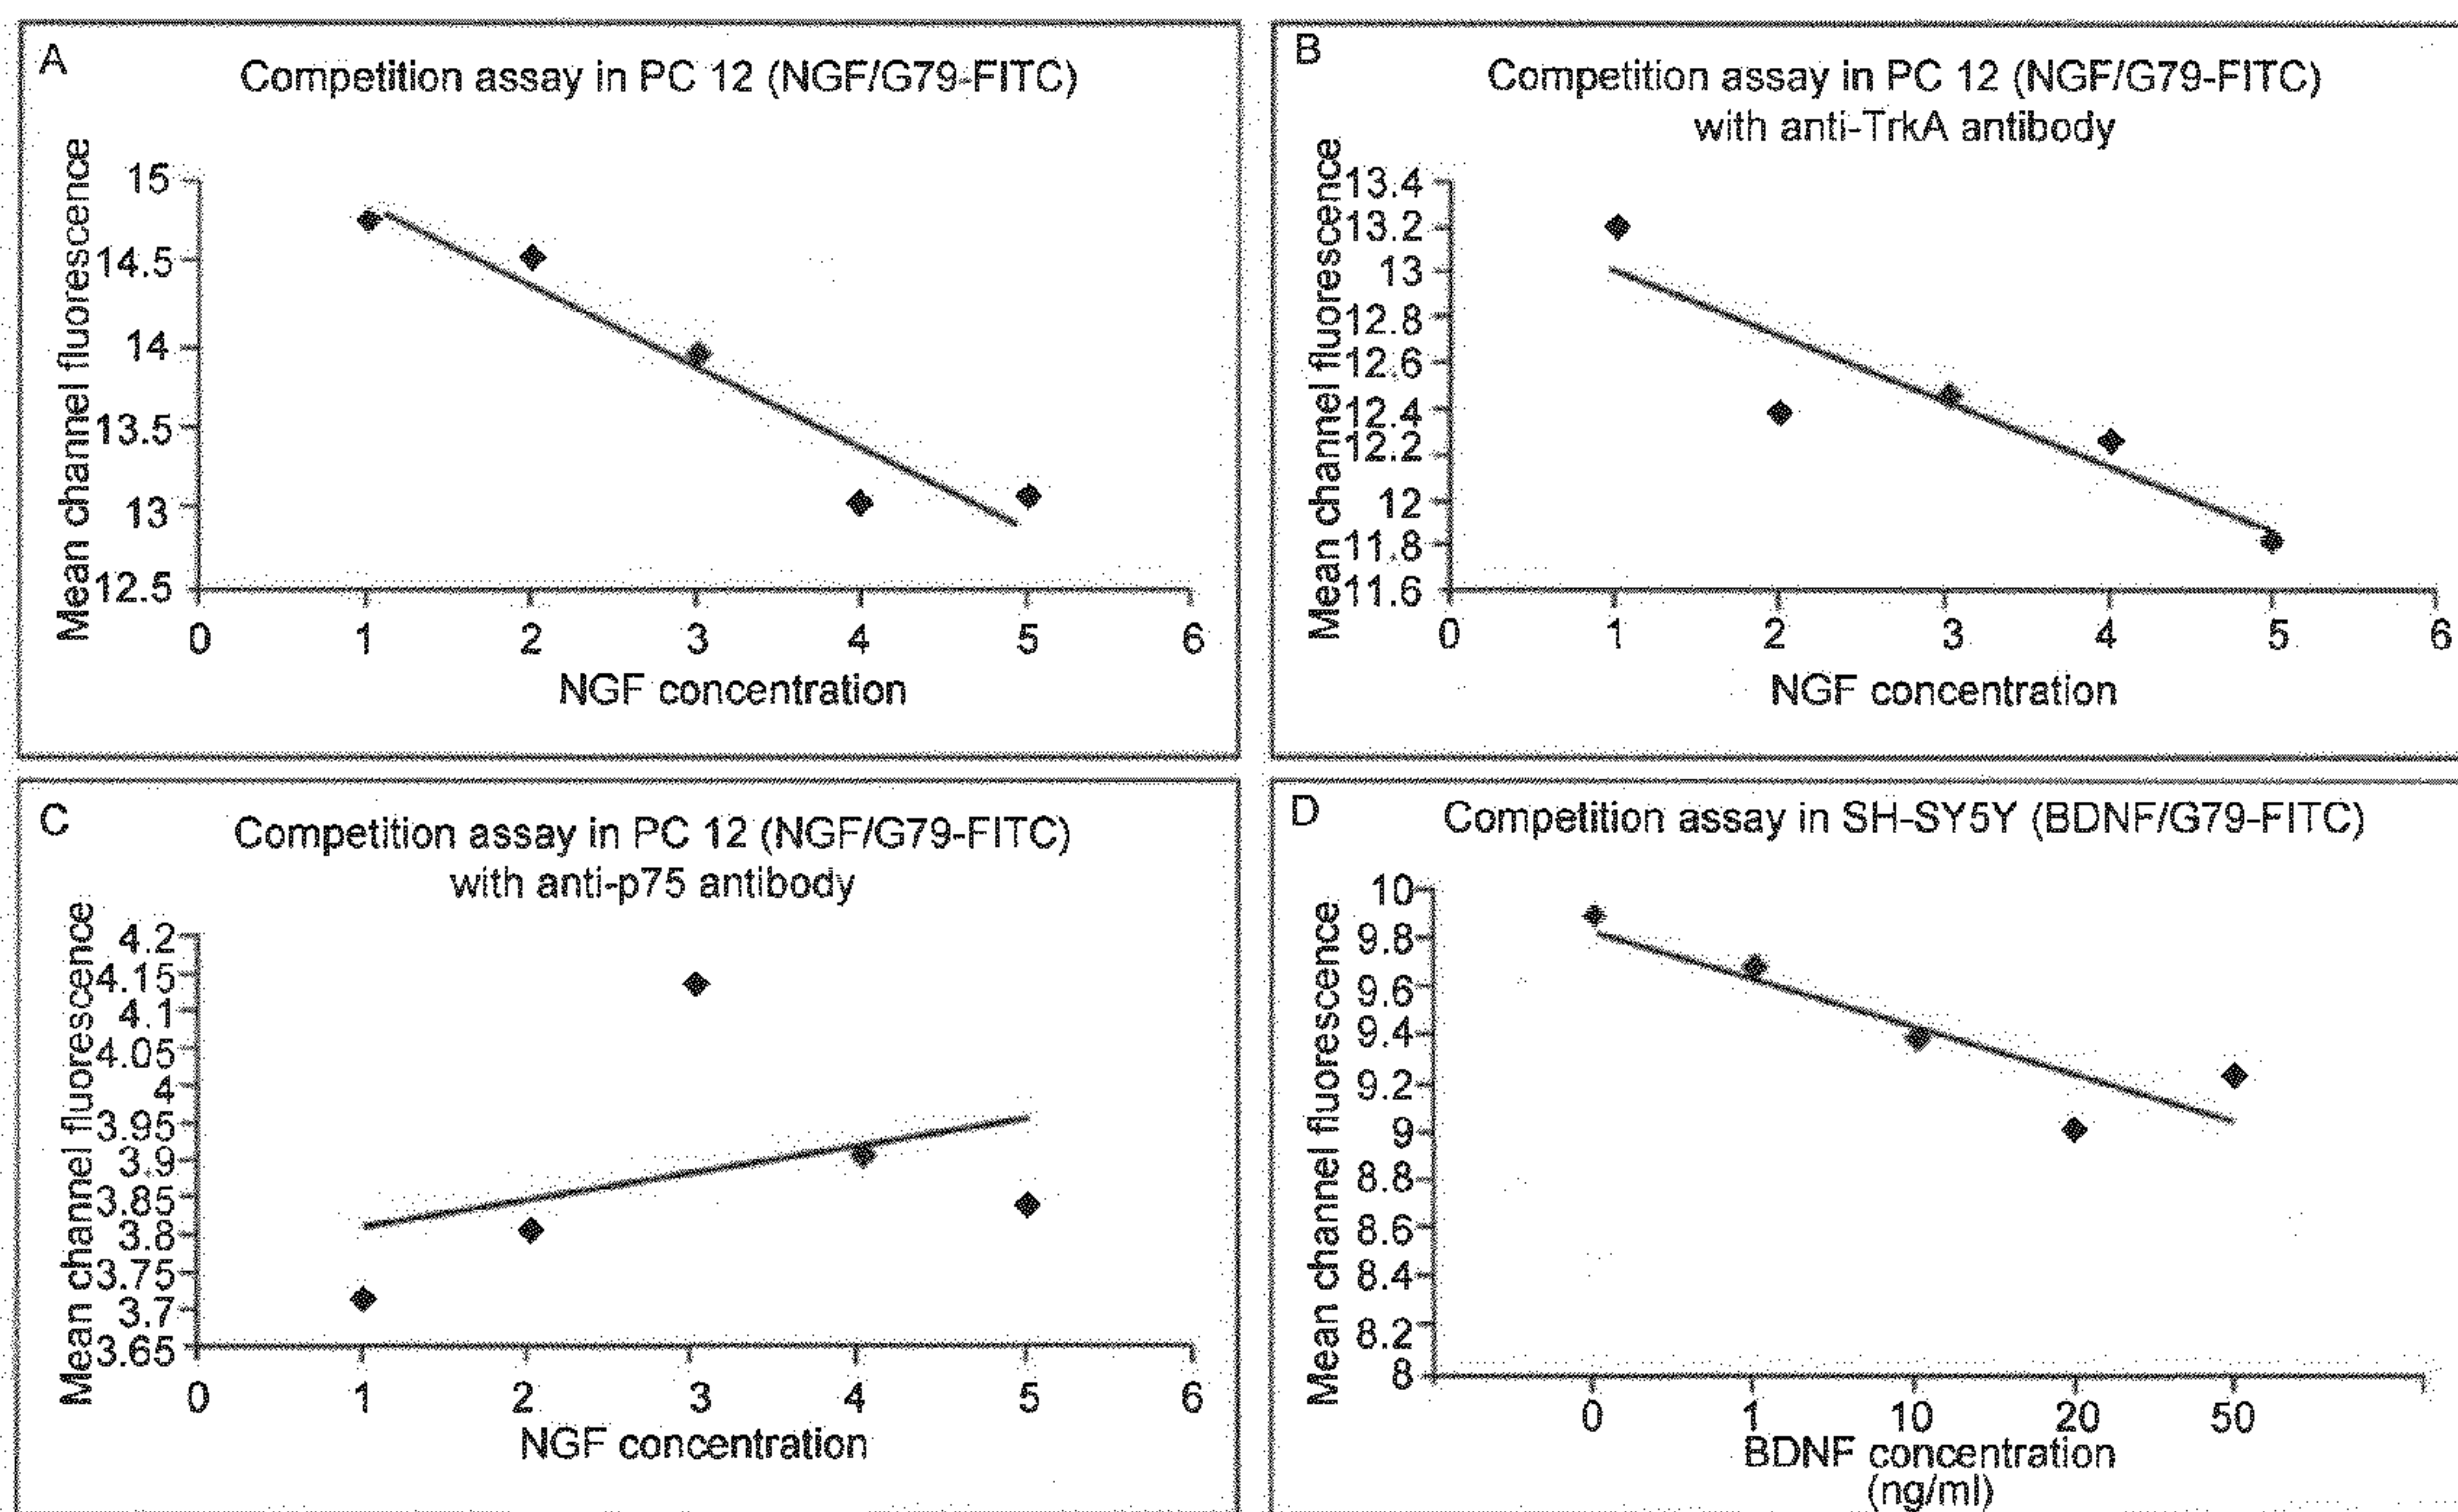 A
Competition assay in PC 12 (NGF/G79-FITC)
Mean channel fluorescence
15
14.5
14
13.5
13
12.5
0 1 2 3 4 5 6
NGF concentration
B
Competition assay in PC 12 (NGF/G79-FITC)
with anti-TrkA antibody
Mean channel fluorescence
13.4
13.2
13
12.8
12.6
12.4
12.2
12
11.8
11.6
0 1 2 3 4 5 6
NGF concentration
C
Competition assay in PC 12 (NGF/G79-FITC)
with anti-p75 antibody
Mean channel fluorescence
4.2
4.15
4.1
4.05
4
3.95
3.9
3.85
3.8
3.75
3.7
3.65
0 1 2 3 4 5 6
NGF concentration
D
Competition assay in SH-SY5Y (BDNF/G79-FITC)
Mean channel fluorescence
10
9.8
9.6
9.4
9.2
9
8.8
8.6
8.4
8.2
8
0 1 10 20 50
BDNF concentration
(ng/ml)